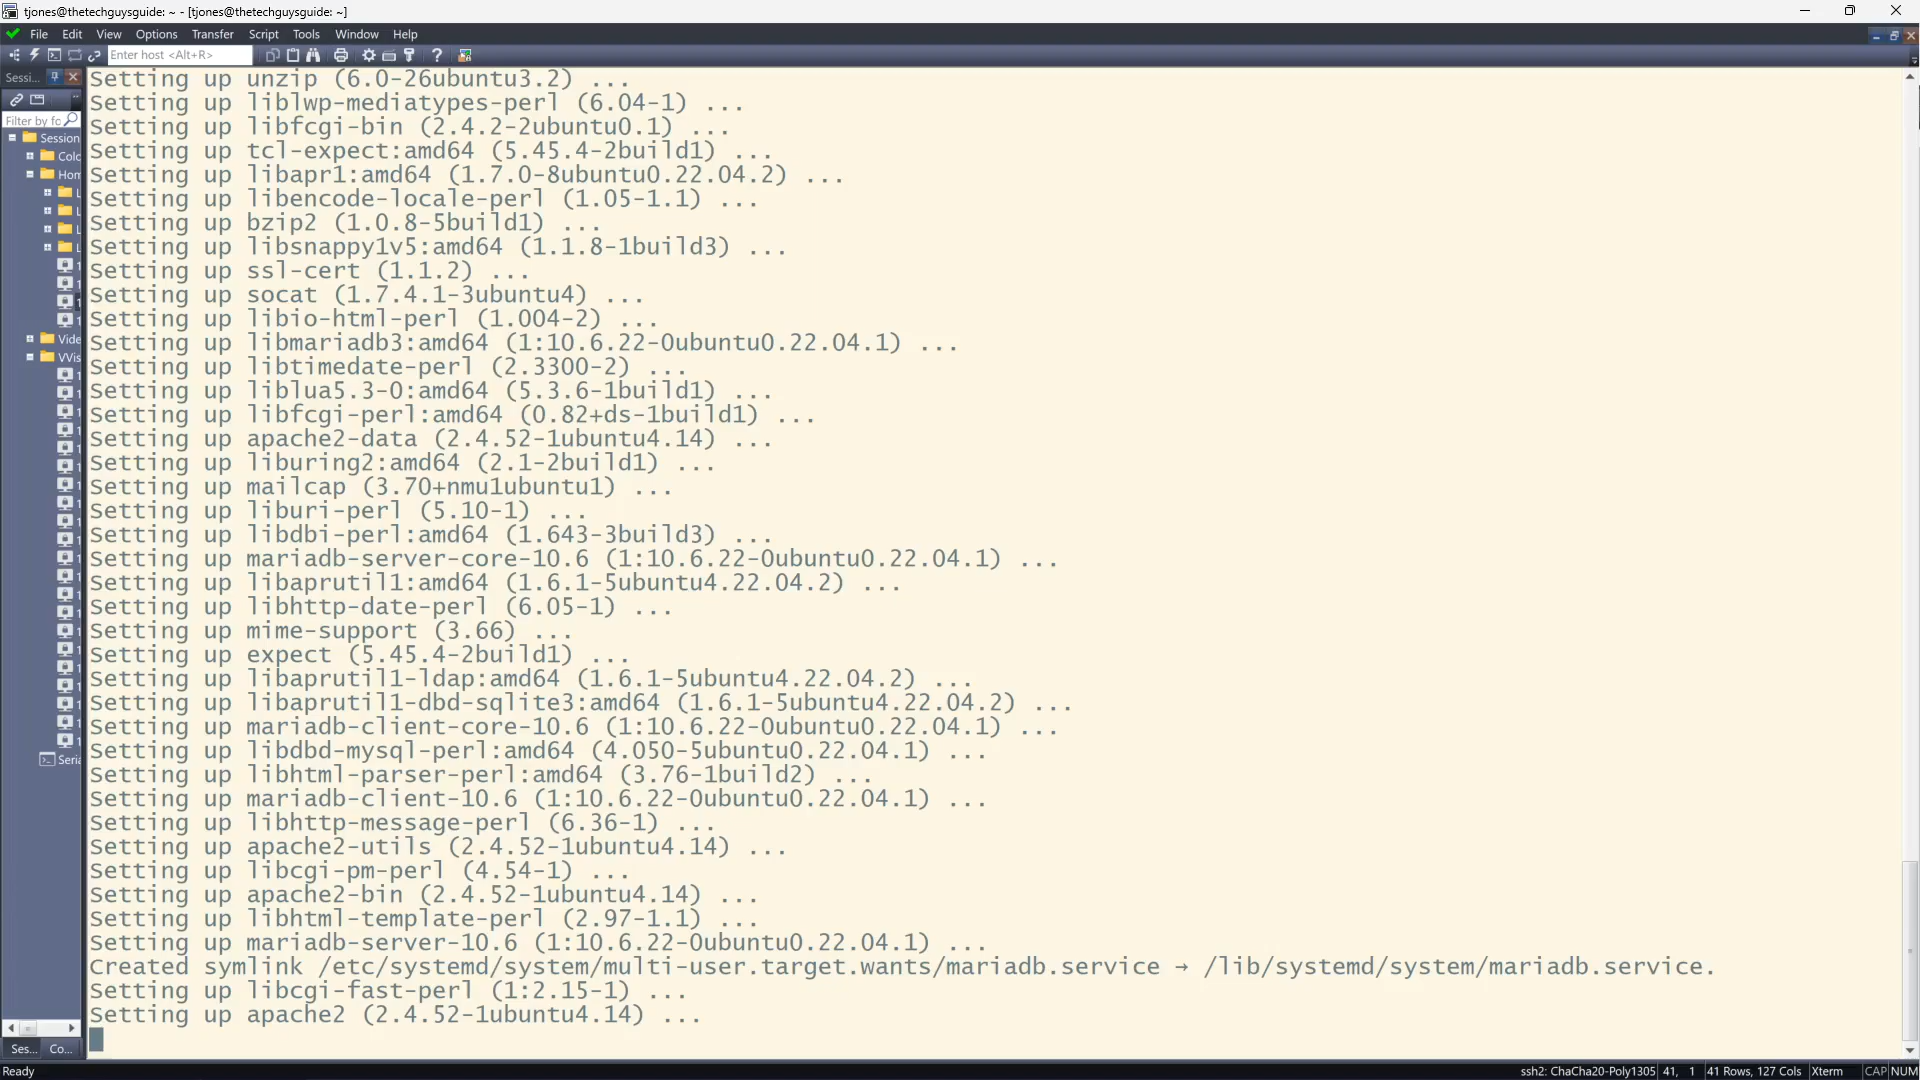 tjones@thetechguysguide: ~ - [tjones@thetechguysguide: ~]
File Edit View Options Transfer Script Tools Window Help
Enter host <Alt+R>
Sessi...
Filter by fo
Session
Colo
Hom
Vide
VVis
Seria
Ses... Co...
Setting up unzip (6.0-26ubuntu3.2) ...
Setting up liblwp-mediatypes-perl (6.04-1) ...
Setting up libfcgi-bin (2.4.2-2ubuntu0.1) ...
Setting up tcl-expect:amd64 (5.45.4-2build1) ...
Setting up libapr1:amd64 (1.7.0-8ubuntu0.22.04.2) ...
Setting up libencode-locale-perl (1.05-1.1) ...
Setting up bzip2 (1.0.8-5build1) ...
Setting up libsnappy1v5:amd64 (1.1.8-1build3) ...
Setting up ssl-cert (1.1.2) ...
Setting up socat (1.7.4.1-3ubuntu4) ...
Setting up libio-html-perl (1.004-2) ...
Setting up libmariadb3:amd64 (1:10.6.22-0ubuntu0.22.04.1) ...
Setting up libtimedate-perl (2.3300-2) ...
Setting up liblua5.3-0:amd64 (5.3.6-1build1) ...
Setting up libfcgi-perl:amd64 (0.82+ds-1build1) ...
Setting up apache2-data (2.4.52-1ubuntu4.14) ...
Setting up liburing2:amd64 (2.1-2build1) ...
Setting up mailcap (3.70+nmu1ubuntu1) ...
Setting up liburi-perl (5.10-1) ...
Setting up libdbi-perl:amd64 (1.643-3build3) ...
Setting up mariadb-server-core-10.6 (1:10.6.22-0ubuntu0.22.04.1) ...
Setting up libaprutil1:amd64 (1.6.1-5ubuntu4.22.04.2) ...
Setting up libhttp-date-perl (6.05-1) ...
Setting up mime-support (3.66) ...
Setting up expect (5.45.4-2build1) ...
Setting up libaprutil1-ldap:amd64 (1.6.1-5ubuntu4.22.04.2) ...
Setting up libaprutil1-dbd-sqlite3:amd64 (1.6.1-5ubuntu4.22.04.2) ...
Setting up mariadb-client-core-10.6 (1:10.6.22-0ubuntu0.22.04.1) ...
Setting up libdbd-mysql-perl:amd64 (4.050-5ubuntu0.22.04.1) ...
Setting up libhtml-parser-perl:amd64 (3.76-1build2) ...
Setting up mariadb-client-10.6 (1:10.6.22-0ubuntu0.22.04.1) ...
Setting up libhttp-message-perl (6.36-1) ...
Setting up apache2-utils (2.4.52-1ubuntu4.14) ...
Setting up libcgi-pm-perl (4.54-1) ...
Setting up apache2-bin (2.4.52-1ubuntu4.14) ...
Setting up libhtml-template-perl (2.97-1.1) ...
Setting up mariadb-server-10.6 (1:10.6.22-0ubuntu0.22.04.1) ...
Created symlink /etc/systemd/system/multi-user.target.wants/mariadb.service → /lib/systemd/system/mariadb.service.
Setting up libcgi-fast-perl (1:2.15-1) ...
Setting up apache2 (2.4.52-1ubuntu4.14) ...
Ready
ssh2: ChaCha20-Poly1305 41, 1 41 Rows, 127 Cols Xterm CAP NUM